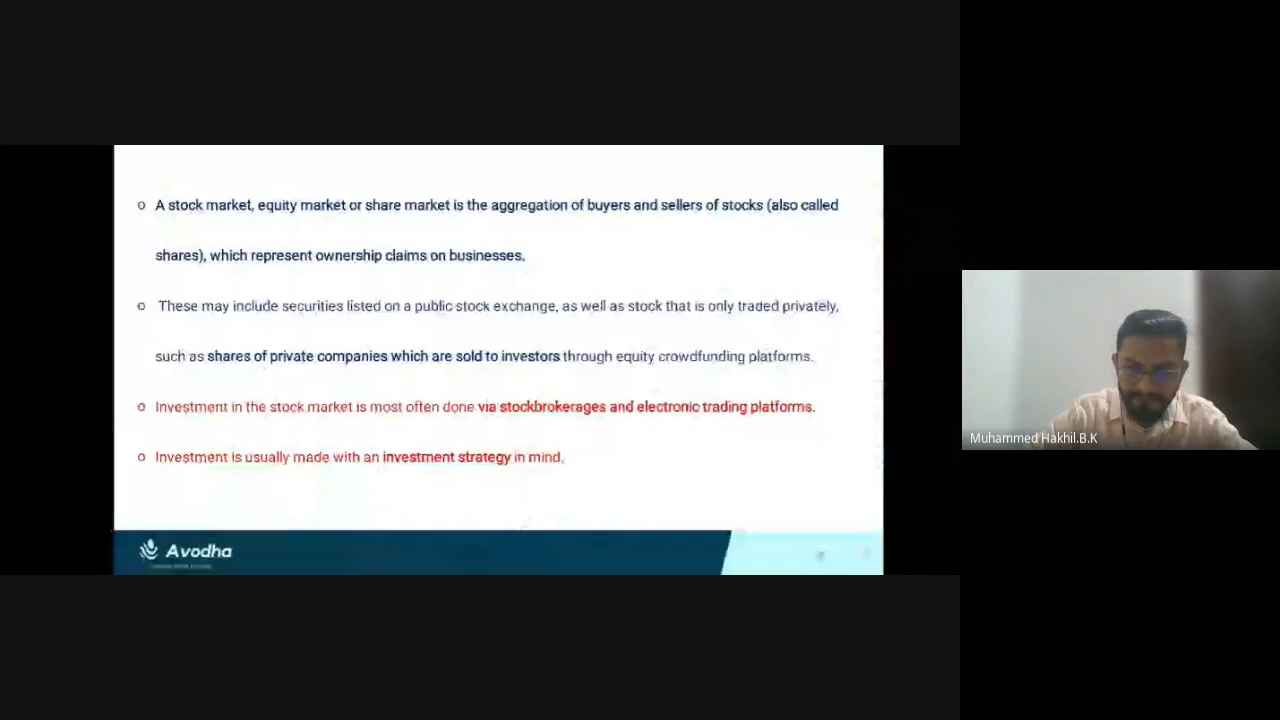 o A stock market, equity market or share market is the aggregation of buyers and sellers of stocks (also called
shares), which represent ownership claims on businesses.
o These may include securities listed on a public stock exchange, as well as stock that is only traded privately,
such as shares of private companies which are sold to investors through equity crowdfunding platforms.
o Investment in the stock market is most often done via stockbrokerages and electronic trading platforms.
o Investment is usually made with an investment strategy in mind.
Avodha
Muhammed Hakhil.B.K